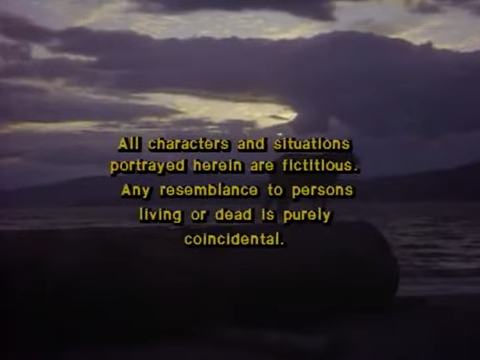 All characters and situations
portrayed herein are fictitious.
Any resemblance to persons
living or dead is purely
coincidental.